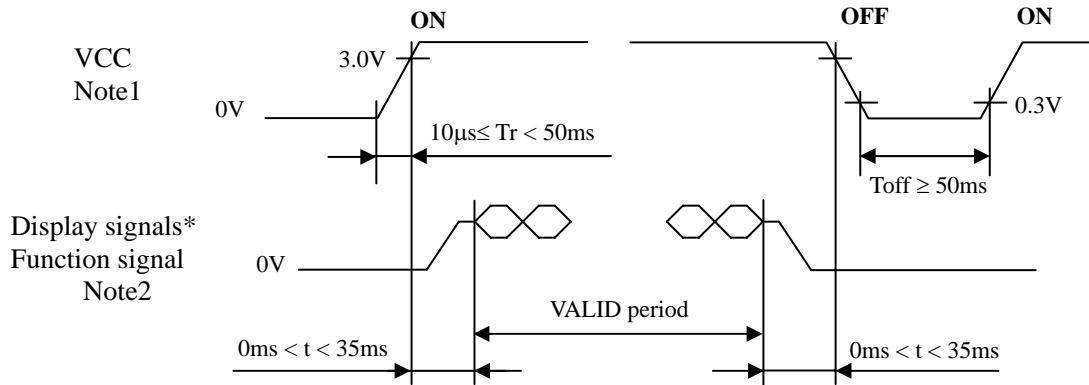 ON
OFF
ON
VCC
Note1
3.0V
0V
0.3V
10μs≤ Tr < 50ms
Toff ≥ 50ms
Display signals*
Function signal
Note2
0V
VALID period
0ms < t < 35ms
0ms < t < 35ms